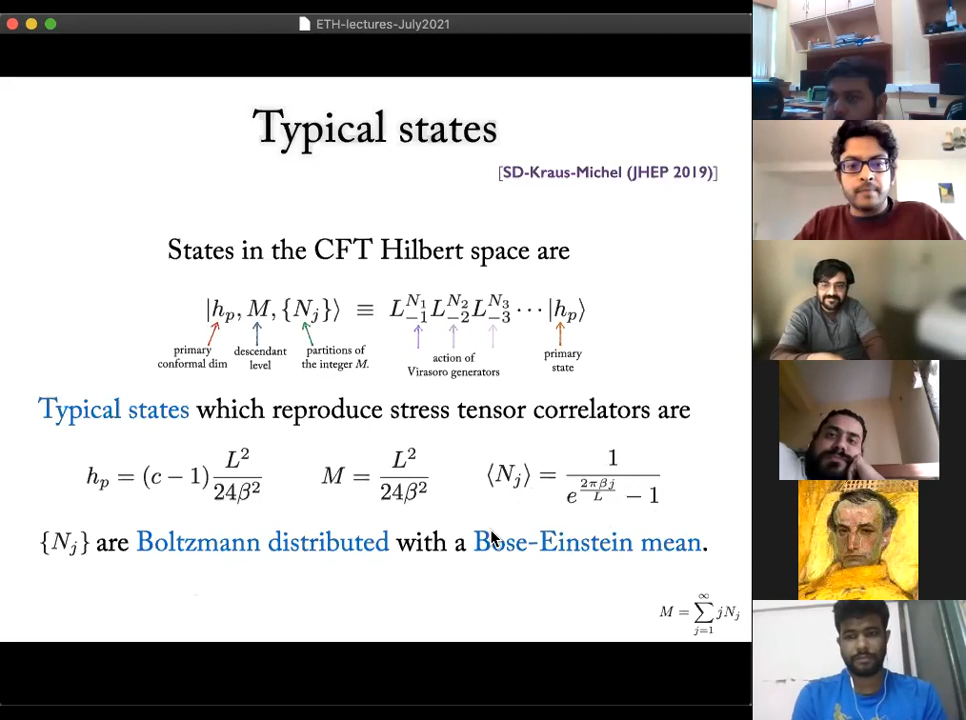 ETH-lectures-July2021
Typical states
[SD-Kraus-Michel (JHEP 2019)]
States in the CFT Hilbert space are
|h_p, M, {N_j}⟩ ≡ L_{-1}^{N_1} L_{-2}^{N_2} L_{-3}^{N_3} ⋯ |h_p⟩
primary conformal dim
descendant level
partitions of the integer M.
action of Virasoro generators
primary state
Typical states which reproduce stress tensor correlators are
h_p = (c − 1) L^2/24β^2    M = L^2/24β^2    ⟨N_j⟩ = 1/(e^{2πβj/L} − 1)
{N_j} are Boltzmann distributed with a Bose-Einstein mean.
M = ∑_{j=1}^{∞} jN_j